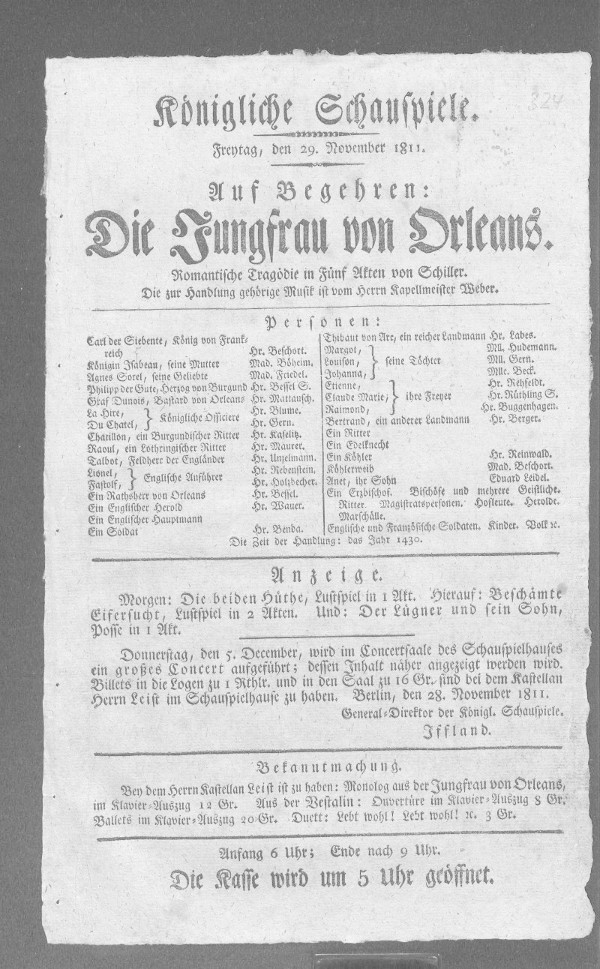 324
Königliche Schauspiele.
Freytag, den 29. November 1811.
Auf Begehren:
Die Jungfrau von Orleans.
Romantische Tragödie in Fünf Akten von Schiller.
Die zur Handlung gehörige Musik ist vom Herrn Kapellmeister Weber.
Personen:
Carl der Siebente, König von Frank-
reich Hr. Beschort.
Königin Isabeau, seine Mutter Mad. Böheim.
Agnes Sorel, seine Geliebte Mad. Friedel.
Philipp der Gute, Herzog von Burgund Hr. Bessel S.
Graf Dunois, Bastard von Orleans Hr. Mattausch.
La Hire, } Königliche Officiere Hr. Blume.
Du Chatel, Hr. Gern.
Chatillon, ein Burgundischer Ritter Hr. Kaselitz.
Raoul, ein Lothringischer Ritter Hr. Maurer.
Talbot, Feldherr der Engländer Hr. Unzelmann.
Lionel, } Englische Anführer Hr. Rebenstein.
Fastolf, Hr. Holzbecher.
Ein Rathsherr von Orleans Hr. Bessel.
Ein Englischer Herold Hr. Wauer.
Ein Englischer Hauptmann
Ein Soldat Hr. Benda.
Thibaut von Arc, ein reicher Landmann Hr. Labes.
Margot, Mll. Hudemann.
Louison, } seine Töchter Mll. Gern.
Johanna, Mlle. Beck.
Etienne, Hr. Rehfeldt.
Claude Marie, } ihre Freyer Hr. Rüthling S.
Raimond, Hr. Buggenhagen.
Bertrand, ein anderer Landmann Hr. Berger.
Ein Ritter
Ein Edelknecht
Ein Köhler Hr. Reinwald.
Köhlerweib Mad. Beschort.
Anet, ihr Sohn Eduard Leidel.
Ein Erzbischof. Bischöfe und mehrere Geistliche.
Ritter. Magistratspersonen. Hofleute. Herolde.
Marschälle.
Englische und Französische Soldaten. Kinder. Volk ꝛc.
Die Zeit der Handlung: das Jahr 1430.
Anzeige.
Morgen: Die beiden Hüthe, Lustspiel in 1 Akt. Hierauf: Beschämte
Eifersucht, Lustspiel in 2 Akten. Und: Der Lügner und sein Sohn,
Posse in 1 Akt.
Donnerstag, den 5. December, wird im Concertsaale des Schauspielhauses
ein großes Concert aufgeführt; dessen Inhalt näher angezeigt werden wird.
Billets in die Logen zu 1 Rthlr. und in den Saal zu 16 Gr. sind bei dem Kastellan
Herrn Leist im Schauspielhause zu haben. Berlin, den 28. November 1811.
General-Direktor der Königl. Schauspiele.
Iffland.
Bekanntmachung.
Bey dem Herrn Kastellan Leist ist zu haben: Monolog aus der Jungfrau von Orleans,
im Klavier-Auszug 12 Gr. Aus der Vestalin: Ouvertüre im Klavier-Auszug 8 Gr.
Ballets im Klavier-Auszug 20 Gr. Duett: Lebt wohl! Lebt wohl! ꝛc. 3 Gr.
Anfang 6 Uhr; Ende nach 9 Uhr.
Die Kasse wird um 5 Uhr geöffnet.